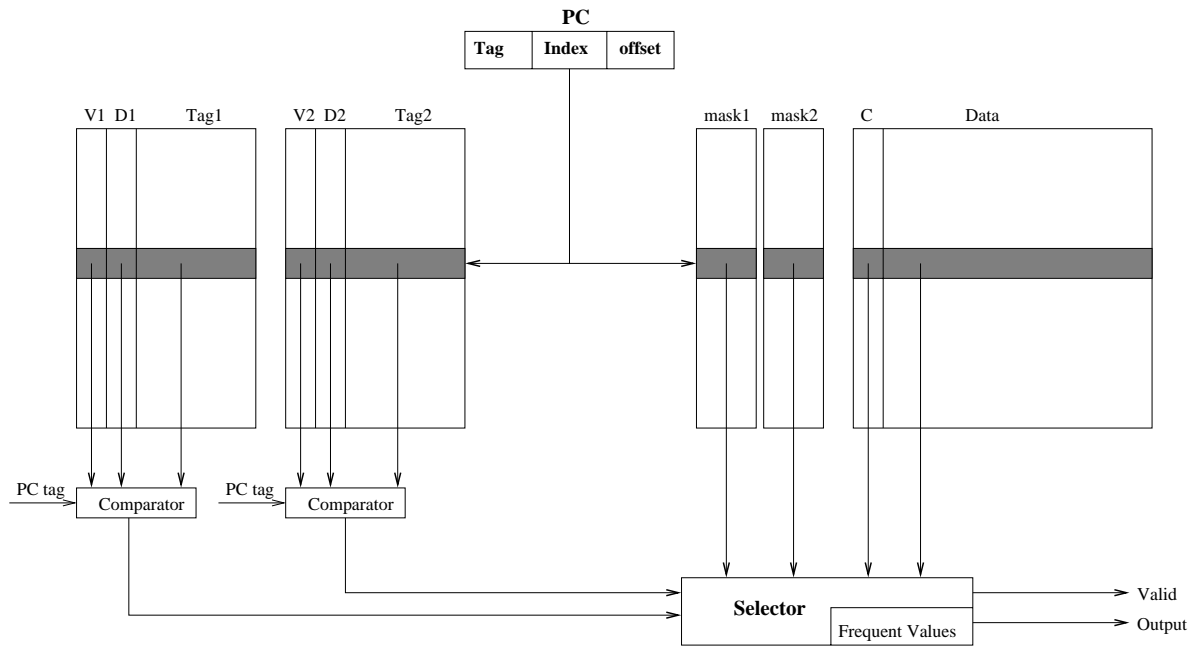 PC
Tag Index offset
V1 D1 Tag1 V2 D2 Tag2 mask1 mask2 C Data
PC tag Comparator PC tag Comparator
Selector
Frequent Values
Valid
Output